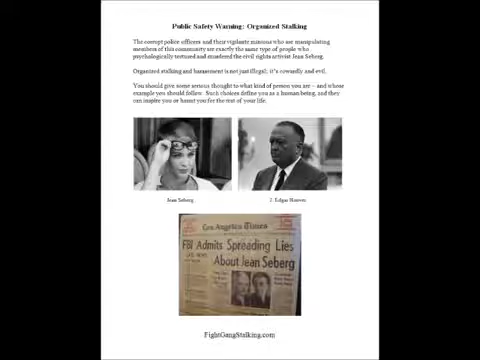 Public Safety Warning: Organized Stalking
The corrupt police officers and their vigilante minions who are manipulating
members of this community are exactly the same type of people who
psychologically tortured and murdered the civil rights activist Jean Seberg.
Organized stalking and harassment is not just illegal; it's cowardly and evil.
You should give some serious thought to what kind of person you are – and whose
example you should follow. Such choices define you as a human being, and they
can inspire you or haunt you for the rest of your life.
Jean Seberg
J. Edgar Hoover
Los Angeles Times
FBI Admits Spreading Lies
About Jean Seberg
FightGangStalking.com